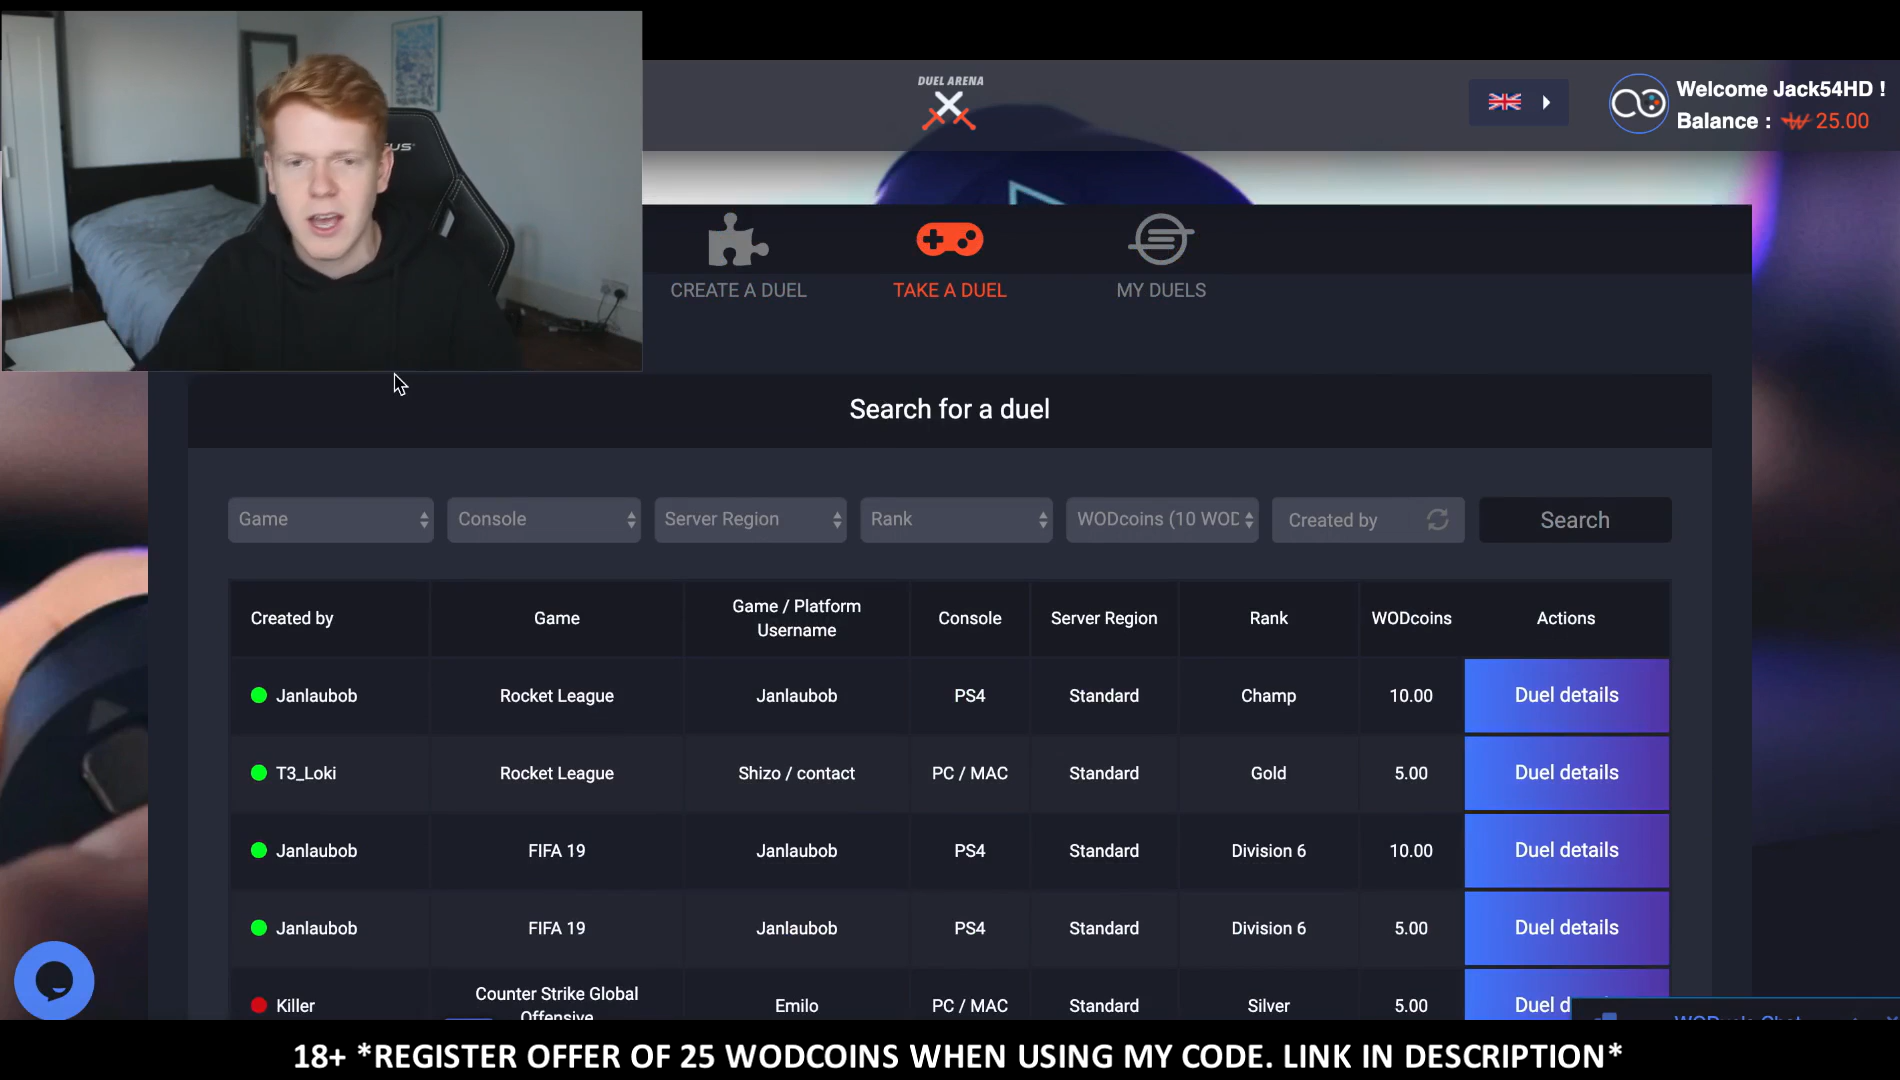 DUEL ARENA
Welcome Jack54HD !
Balance : 25.00
CREATE A DUEL
TAKE A DUEL
MY DUELS
Search for a duel
Game
Console
Server Region
Rank
WODcoins (10 WOD
Created by
Search
Created by
Game
Game / Platform
Username
Console
Server Region
Rank
WODcoins
Actions
Janlaubob Rocket League Janlaubob PS4 Standard Champ 10.00 Duel details
T3_Loki Rocket League Shizo / contact PC / MAC Standard Gold 5.00 Duel details
Janlaubob FIFA 19 Janlaubob PS4 Standard Division 6 10.00 Duel details
Janlaubob FIFA 19 Janlaubob PS4 Standard Division 6 5.00 Duel details
Killer Counter Strike Global Offensive Emilo PC / MAC Standard Silver 5.00 Duel d
18+ *REGISTER OFFER OF 25 WODCOINS WHEN USING MY CODE. LINK IN DESCRIPTION*